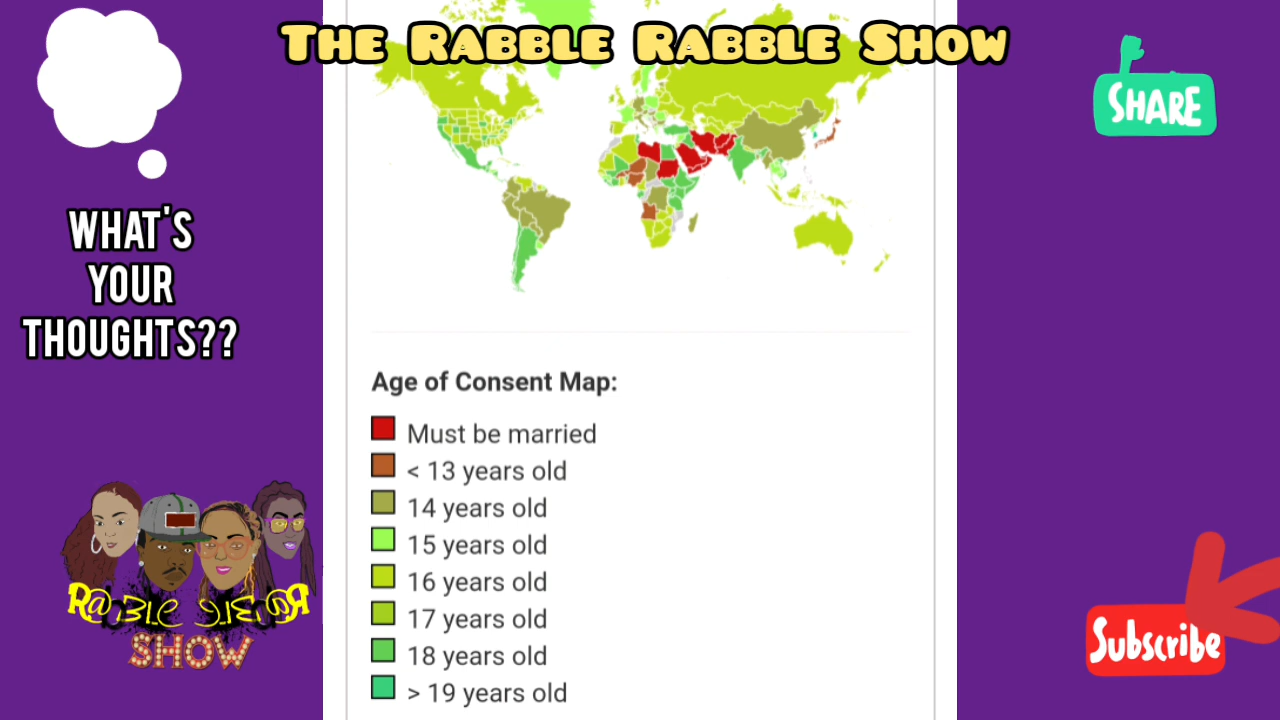 The Rabble Rabble Show
SHARE
WHAT'S
YOUR
THOUGHTS??
Age of Consent Map:
Must be married
< 13 years old
14 years old
15 years old
16 years old
17 years old
18 years old
> 19 years old
SHOW
Subscribe